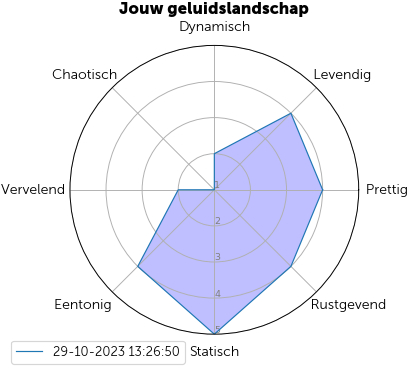 Jouw geluidslandschap
Dynamisch
Chaotisch
Levendig
Vervelend
Prettig
1
2
3
4
5
Eentonig
Rustgevend
Statisch
29-10-2023 13:26:50